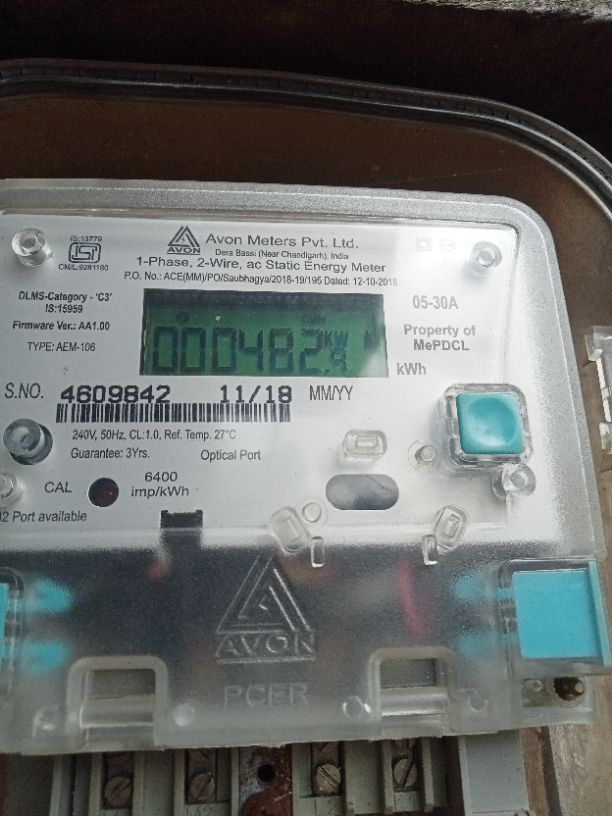 IS:13779
ISI
CM/L:9281180
AVON
Avon Meters Pvt. Ltd.
Dera Bassi (Near Chandigarh), India
1-Phase, 2-Wire, ac Static Energy Meter
P.O. No.: ACE(MM)/PO/Saubhagya/2018-19/195 Dated: 12-10-2018
DLMS-Category - 'C3'
IS:15959
Firmware Ver.: AA1.00
TYPE: AEM-106
000482.9
KW
05-30A
Property of
MePDCL
kWh
S.NO. 4609842 11/18 MM/YY
240V, 50Hz, CL:1.0, Ref. Temp. 27°C
Guarantee: 3Yrs. Optical Port
CAL
6400
imp/kWh
Port available
AVON